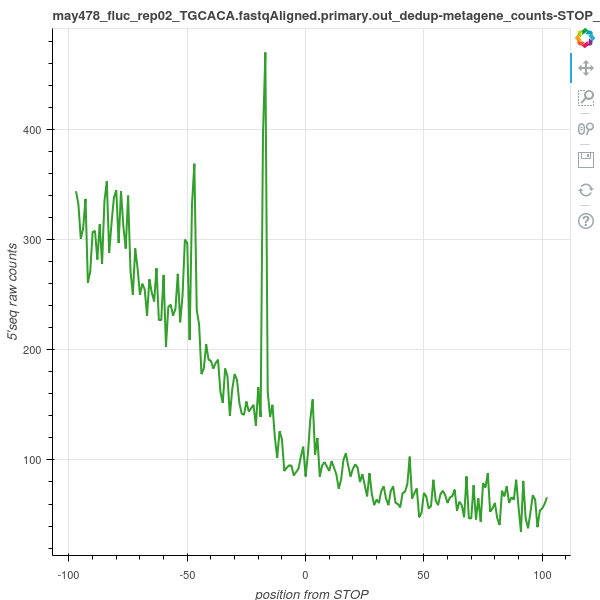 may478_fluc_rep02_TGCACA.fastqAligned.primary.out_dedup-metagene_counts-STOP_
400
300
200
100
5'seq raw counts
-100 -50 0 50 100
position from STOP